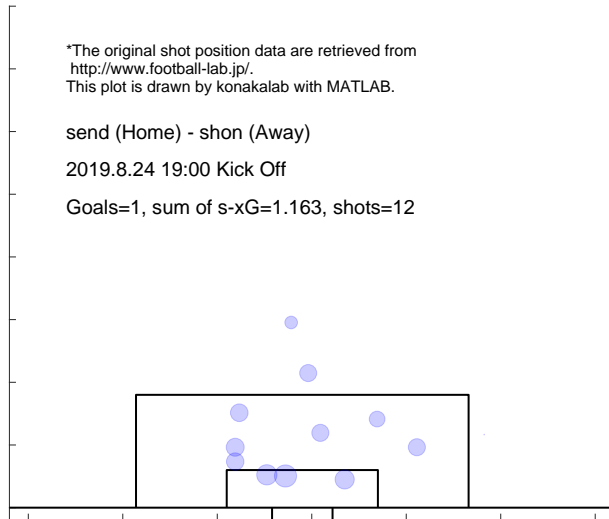 *The original shot position data are retrieved from
http://www.football-lab.jp/.
This plot is drawn by konakalab with MATLAB.
send (Home) - shon (Away)
2019.8.24 19:00 Kick Off
Goals=1, sum of s-xG=1.163, shots=12